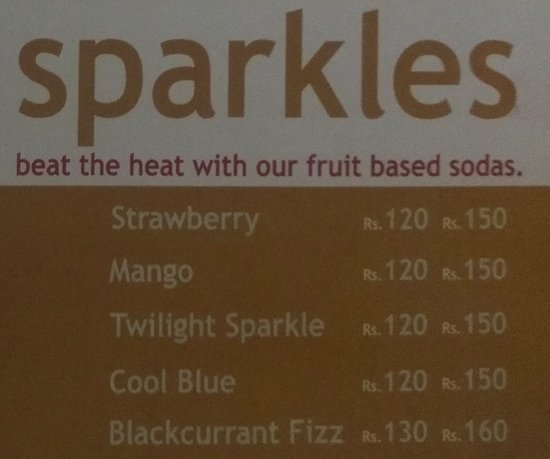 sparkles
beat the heat with our fruit based sodas.
Strawberry Rs.120 Rs.150
Mango Rs.120 Rs.150
Twilight Sparkle Rs.120 Rs.150
Cool Blue Rs.120 Rs.150
Blackcurrant Fizz Rs.130 Rs.160